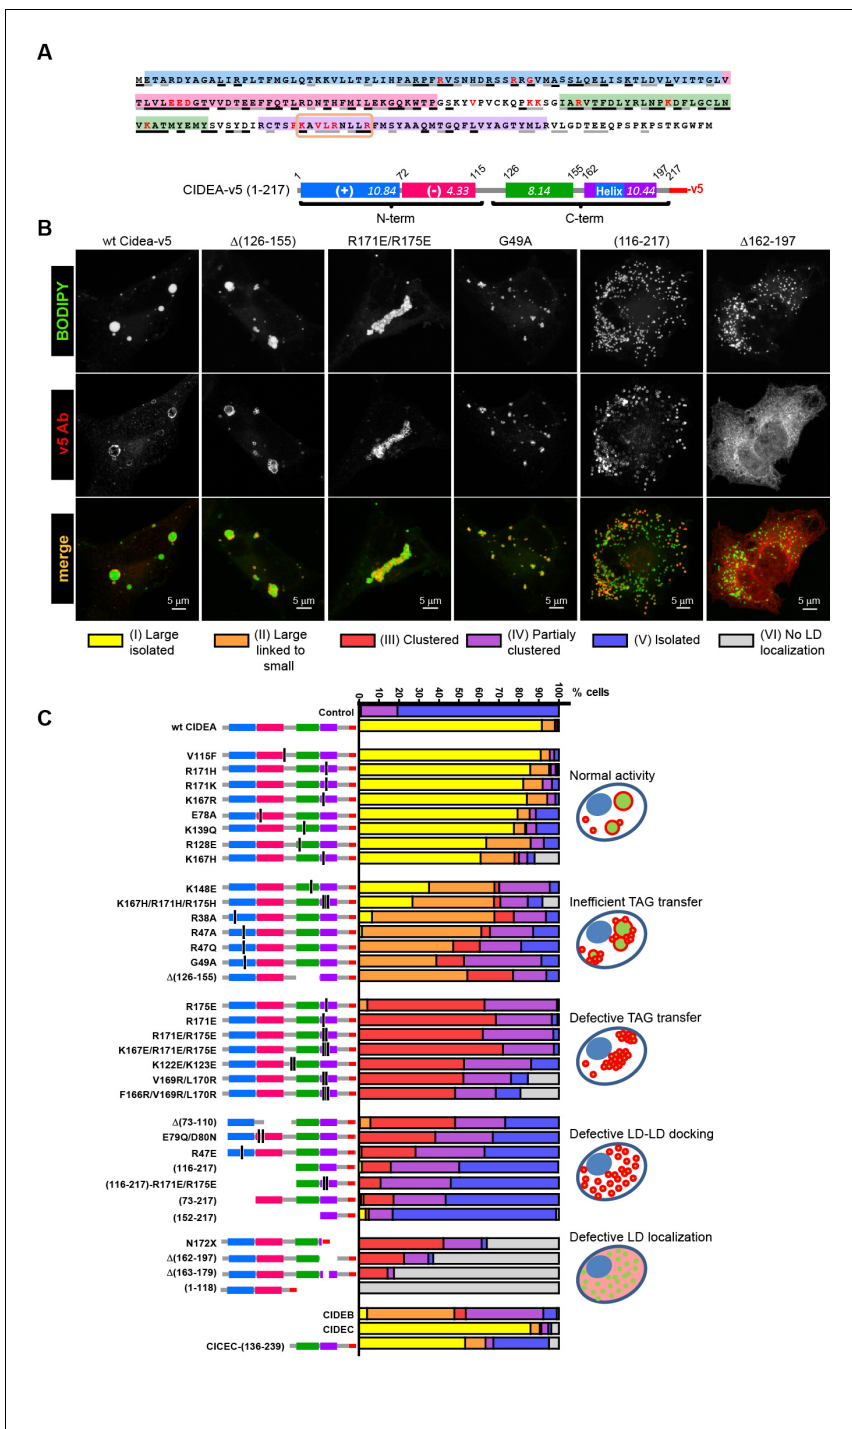 A
METARDYAGALIRPLTFMGLQTKKVLLTPLIHPARPFRVSNHDRSSRRGVMASSLQELISKTLDVLVITTGLV
TLVLEEDGTVVDTEEFFQTLRDNTHFMILEKGQKWTPGSKYVPVCKQPKKSGIARVTFDLYRLNPKDFLGCLN
VKATMYEMYSVSYDIRCTSFKAVLRNLLRFMSYAAQMTGQFLVYAGTYMLRVLGDTEEQPSPKPSTKGWFM
1 72 115 126 155 162 197 217
CIDEA-v5 (1-217) (+) 10.84 (-) 4.33 8.14 Helix 10.44 -v5
N-term C-term
B
wt Cidea-v5 Δ(126-155) R171E/R175E G49A (116-217) Δ162-197
BODIPY
v5 Ab
merge
5 µm 5 µm 5 µm 5 µm 5 µm 5 µm
(I) Large isolated
(II) Large linked to small
(III) Clustered
(IV) Partialy clustered
(V) Isolated
(VI) No LD localization
C
0 10 20 30 40 50 60 70 80 90 100 % cells
Control
wt CIDEA
V115F
R171H
R171K
K167R
E78A
K139Q
R128E
K167H
Normal activity
K148E
K167H/R171H/R175H
R38A
R47A
R47Q
G49A
Δ(126-155)
Inefficient TAG transfer
R175E
R171E
R171E/R175E
K167E/R171E/R175E
K122E/K123E
V169R/L170R
F166R/V169R/L170R
Defective TAG transfer
Δ(73-110)
E79Q/D80N
R47E
(116-217)
(116-217)-R171E/R175E
(73-217)
(152-217)
Defective LD-LD docking
N172X
Δ(162-197)
Δ(163-179)
(1-118)
Defective LD localization
CIDEB
CIDEC
CICEC-(136-239)